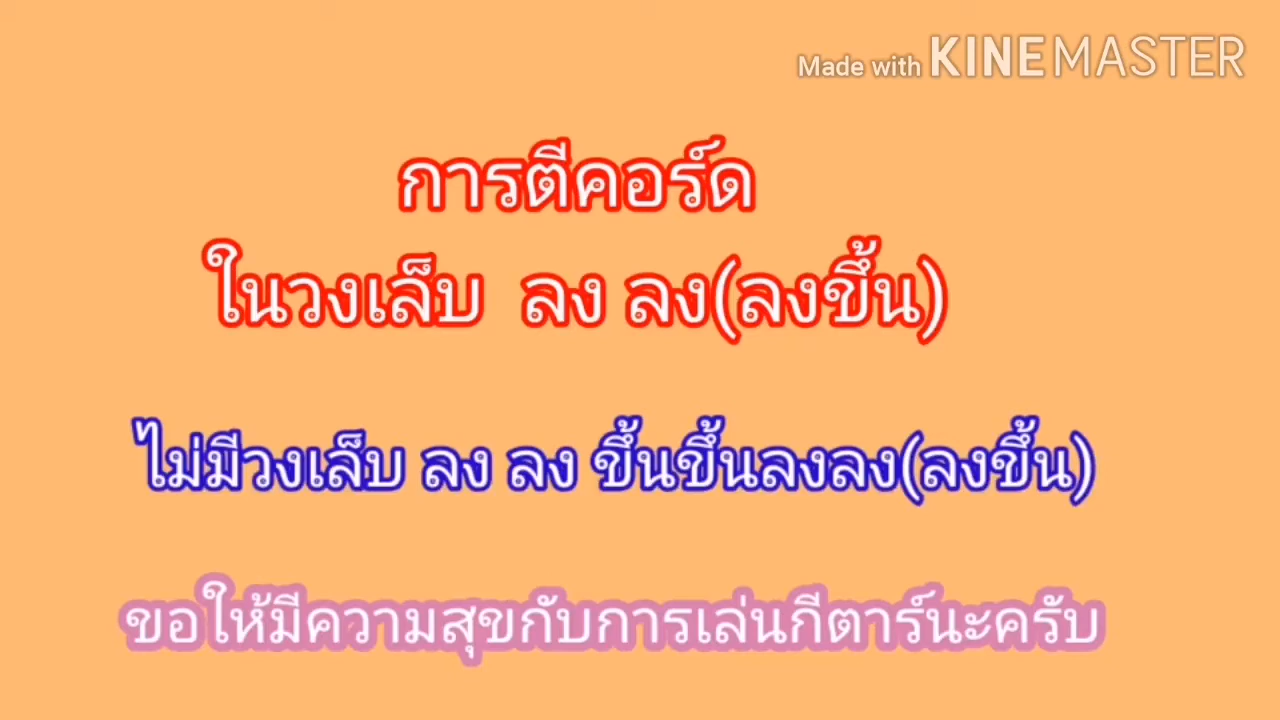 Made with KINEMASTER
การตีคอร์ด
ในวงเล็บ ลง ลง(ลงขึ้น)
ไม่มีวงเล็บ ลง ลง ขึ้นขึ้นลงลง(ลงขึ้น)
ขอให้มีความสุขกับการเล่นกีตาร์นะครับ